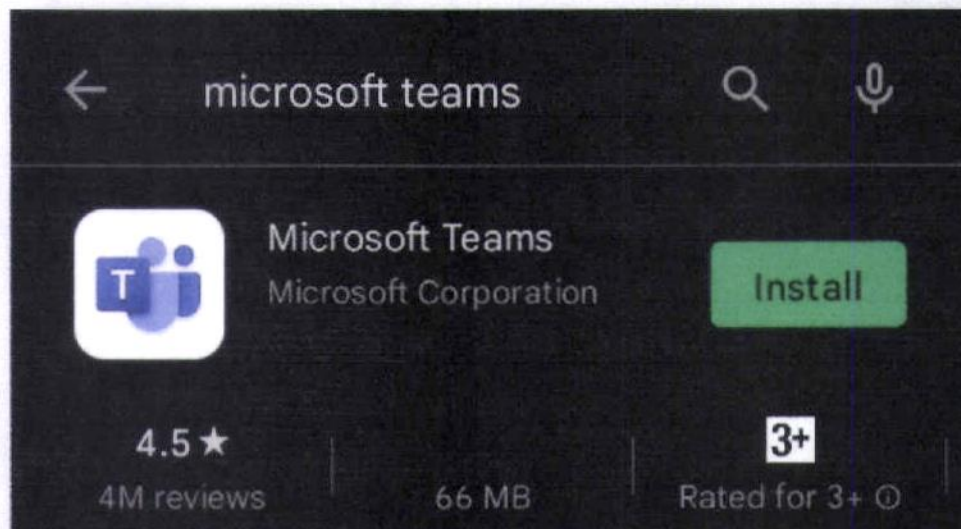 microsoft teams
T
Microsoft Teams
Microsoft Corporation
Install
4.5★
3+
4M reviews
66 MB
Rated for 3+